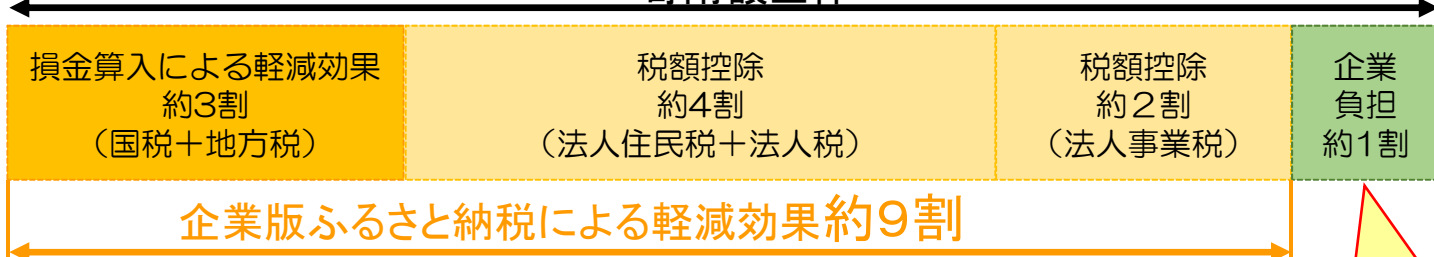 損金算入による軽減効果
約3割
（国税＋地方税）
税額控除
約4割
（法人住民税＋法人税）
税額控除
約２割
（法人事業税）
企業
負担
約1割
企業版ふるさと納税による軽減効果約９割